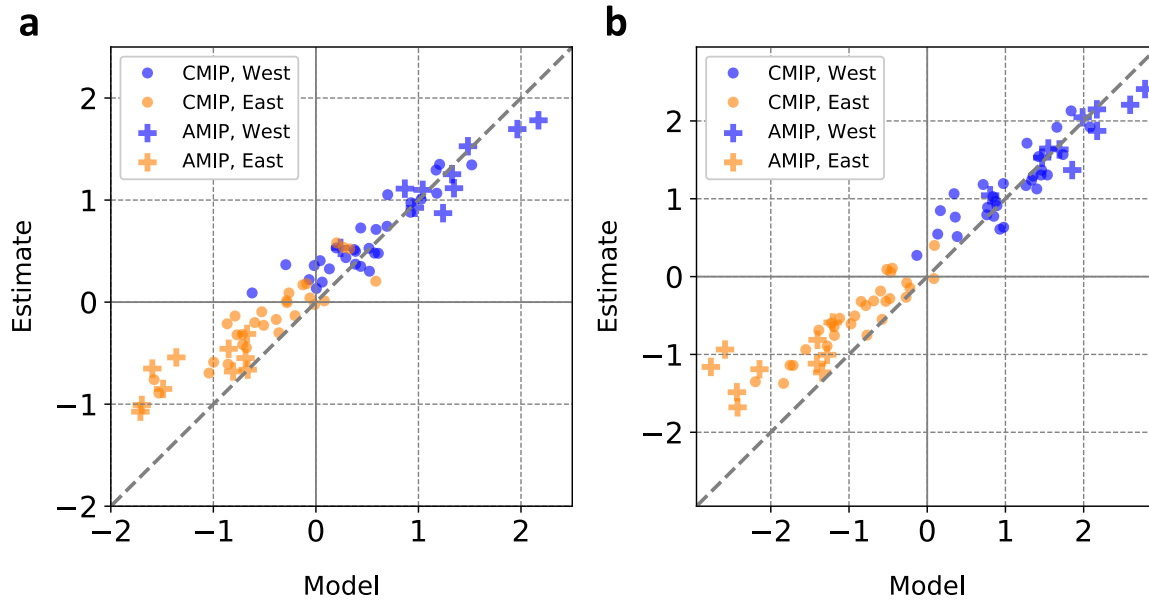 a
CMIP, West
CMIP, East
AMIP, West
AMIP, East
2
1
0
−1
−2
−2
−1
0
1
2
Estimate
Model
b
CMIP, West
CMIP, East
AMIP, West
AMIP, East
2
1
0
−1
−2
−2
−1
0
1
2
Estimate
Model